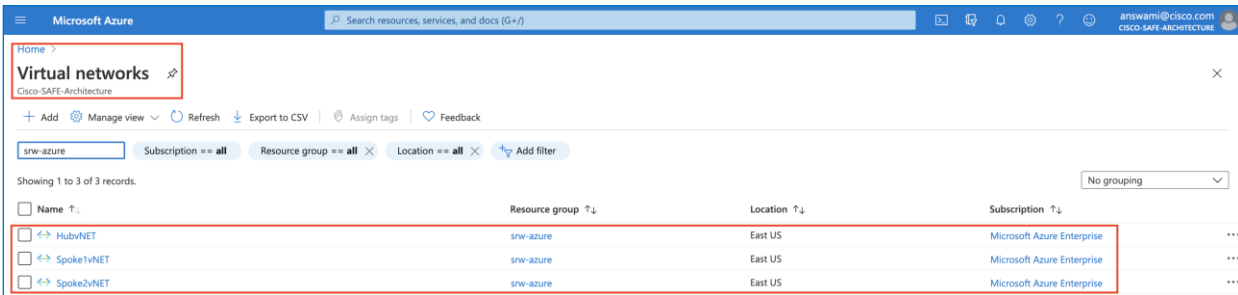 Microsoft Azure
Search resources, services, and docs (G+/)
answami@cisco.com
CISCO-SAFE-ARCHITECTURE
Home >
Virtual networks
Cisco-SAFE-Architecture
Add Manage view Refresh Export to CSV Assign tags Feedback
srw-azure Subscription == all Resource group == all Location == all Add filter
Showing 1 to 3 of 3 records.
No grouping
Name Resource group Location Subscription
HubvNET srw-azure East US Microsoft Azure Enterprise
Spoke1vNET srw-azure East US Microsoft Azure Enterprise
Spoke2vNET srw-azure East US Microsoft Azure Enterprise